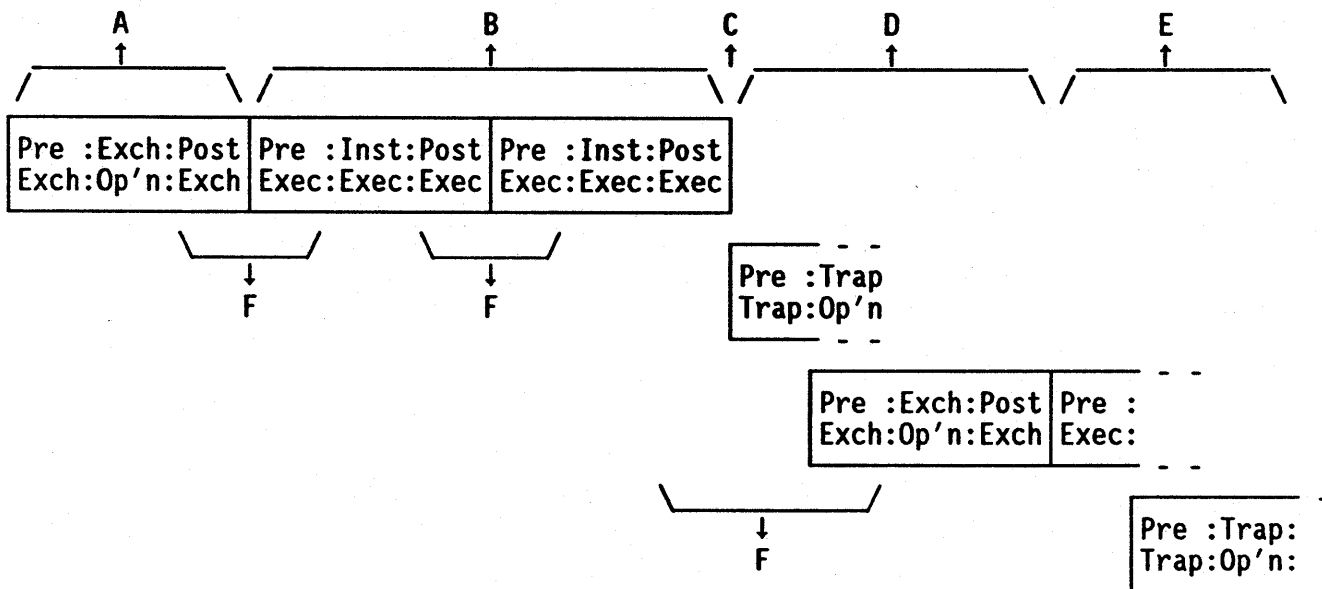 A B C D E
Pre :Exch:Post Pre :Inst:Post Pre :Inst:Post
Exch:Op'n:Exch Exec:Exec:Exec Exec:Exec:Exec
F F
Pre :Trap
Trap:Op'n
Pre :Exch:Post Pre :
Exch:Op'n:Exch Exec:
F
Pre :Trap:
Trap:Op'n: